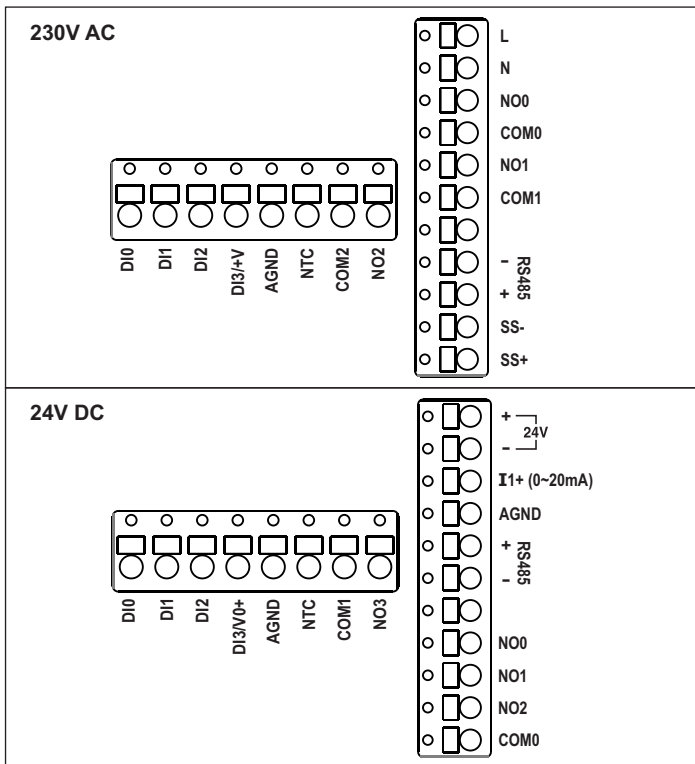 230V AC
L
N
NO0
COM0
NO1
COM1
–
+
RS485
SS-
SS+
DI0
DI1
DI2
DI3/+V
AGND
NTC
COM2
NO2
24V DC
+
–
24V
I1+ (0~20mA)
AGND
+
–
RS485
NO0
NO1
NO2
COM0
DI0
DI1
DI2
DI3/V0+
AGND
NTC
COM1
NO3